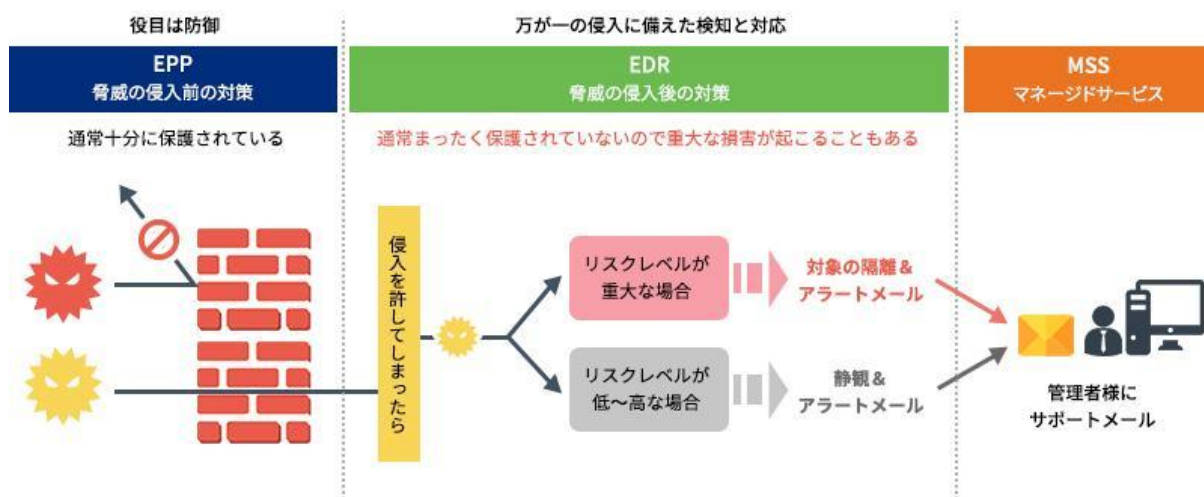 役目は防御
万が一の侵入に備えた検知と対応
EPP
脅威の侵入前の対策
EDR
脅威の侵入後の対策
MSS
マネージドサービス
通常十分に保護されている
通常まったく保護されていないので重大な損害が起こることもある
侵入を許してしまったら
リスクレベルが
重大な場合
対象の隔離&
アラートメール
リスクレベルが
低〜高な場合
静観&
アラートメール
管理者様に
サポートメール